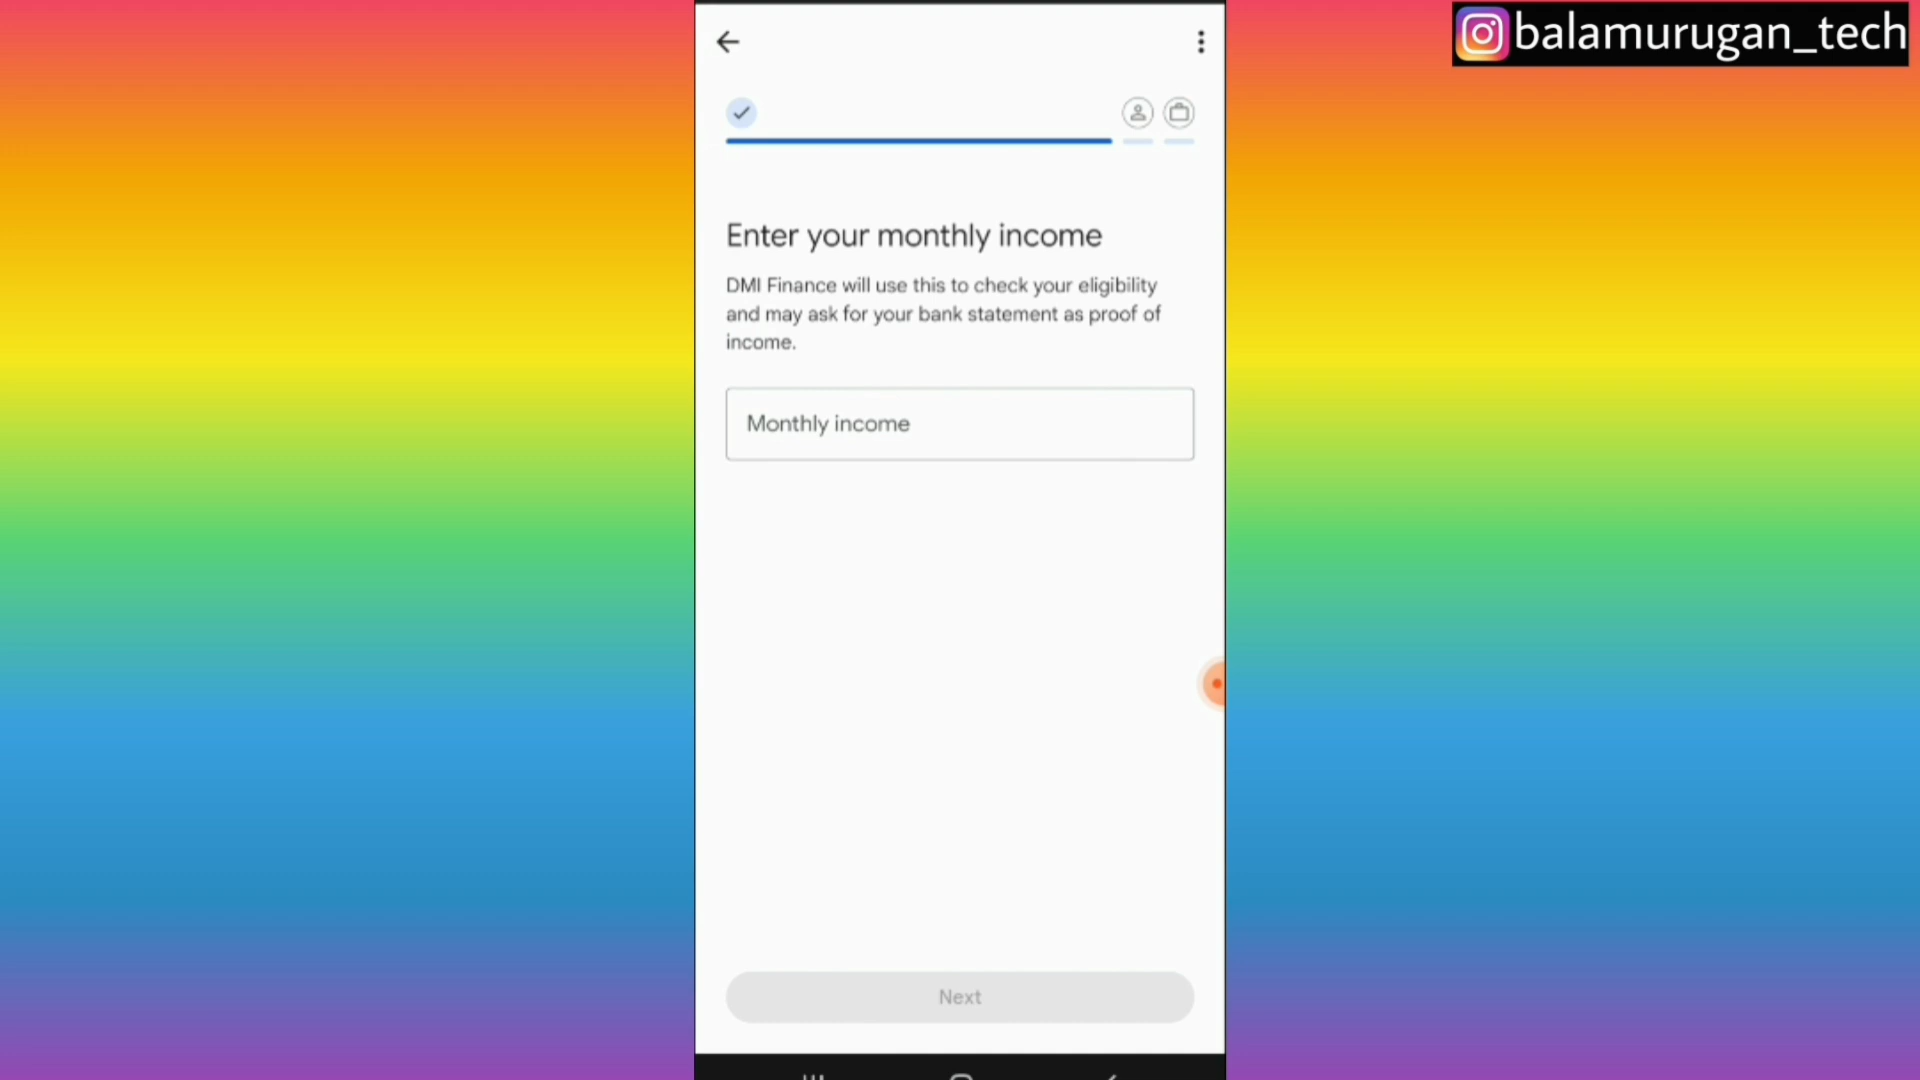 balamurugan_tech
Enter your monthly income
DMI Finance will use this to check your eligibility
and may ask for your bank statement as proof of
income.
Monthly income
Next